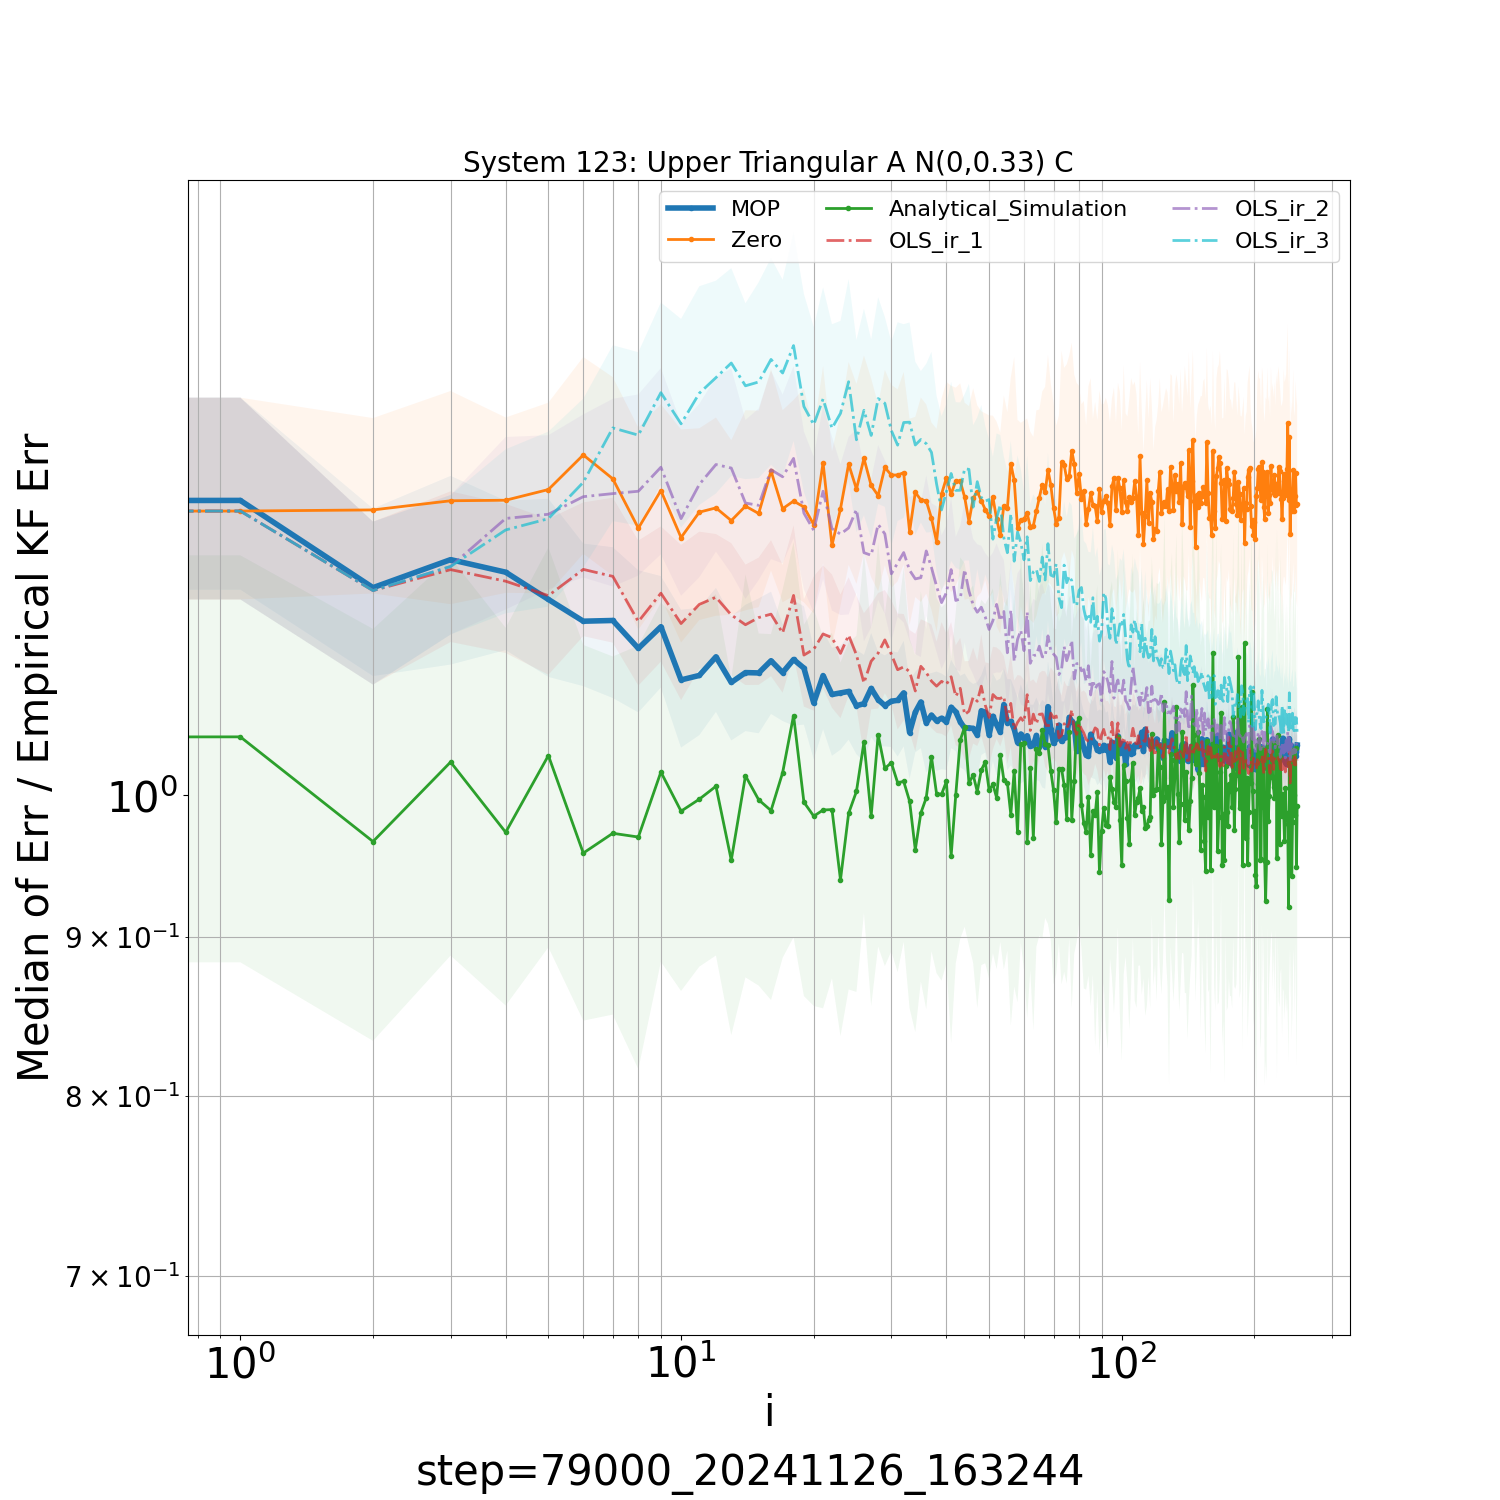 System 123: Upper Triangular A N(0,0.33) C
MOP
Zero
Analytical_Simulation
OLS_ir_1
OLS_ir_2
OLS_ir_3
Median of Err / Empirical KF Err
10⁰
9 × 10⁻¹
8 × 10⁻¹
7 × 10⁻¹
10⁰ 10¹ 10²
i
step=79000_20241126_163244